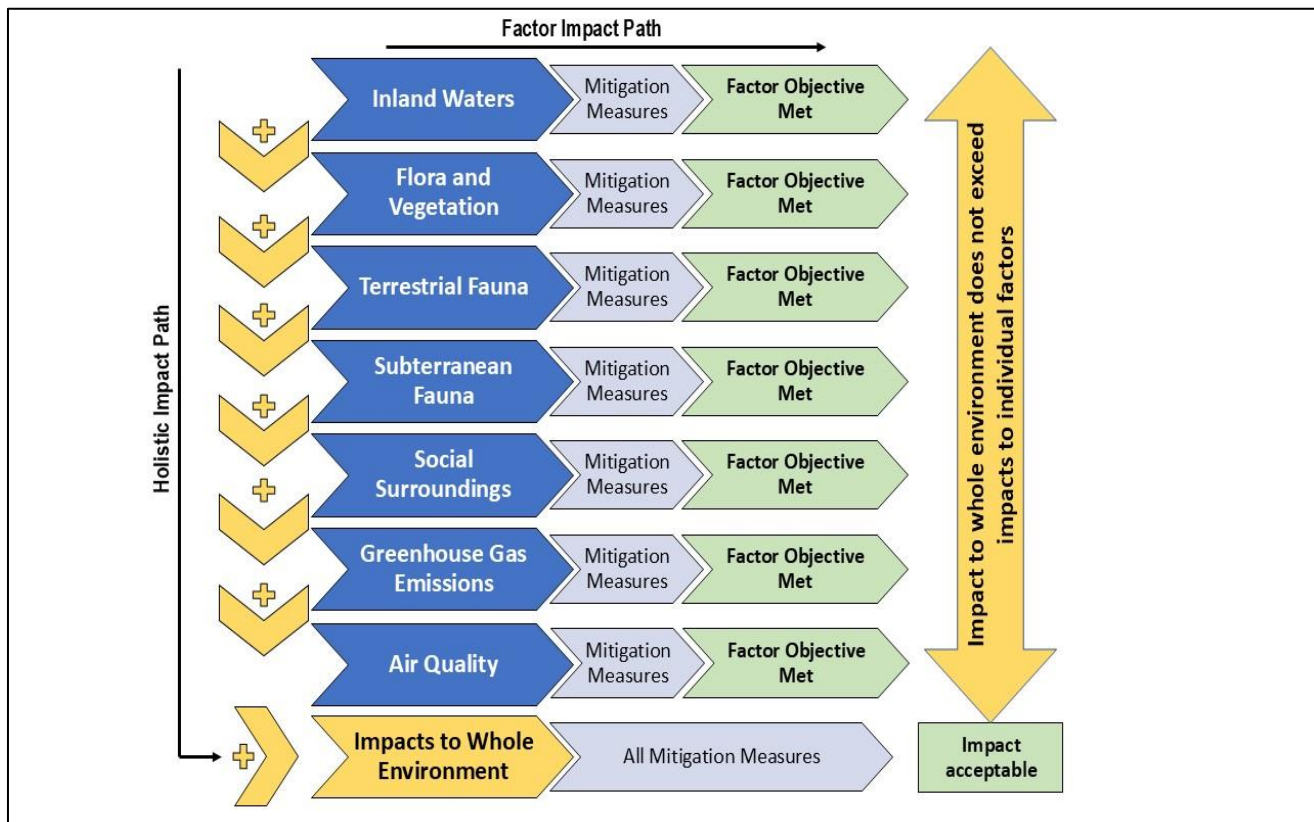 Factor Impact Path
Holistic Impact Path
Inland Waters
Mitigation
Measures
Factor Objective
Met
+
Flora and
Vegetation
Mitigation
Measures
Factor Objective
Met
+
Terrestrial Fauna
Mitigation
Measures
Factor Objective
Met
+
Subterranean
Fauna
Mitigation
Measures
Factor Objective
Met
+
Social
Surroundings
Mitigation
Measures
Factor Objective
Met
+
Greenhouse Gas
Emissions
Mitigation
Measures
Factor Objective
Met
+
Air Quality
Mitigation
Measures
Factor Objective
Met
+
Impacts to Whole
Environment
All Mitigation Measures
Impact to whole environment does not exceed
impacts to individual factors
Impact
acceptable